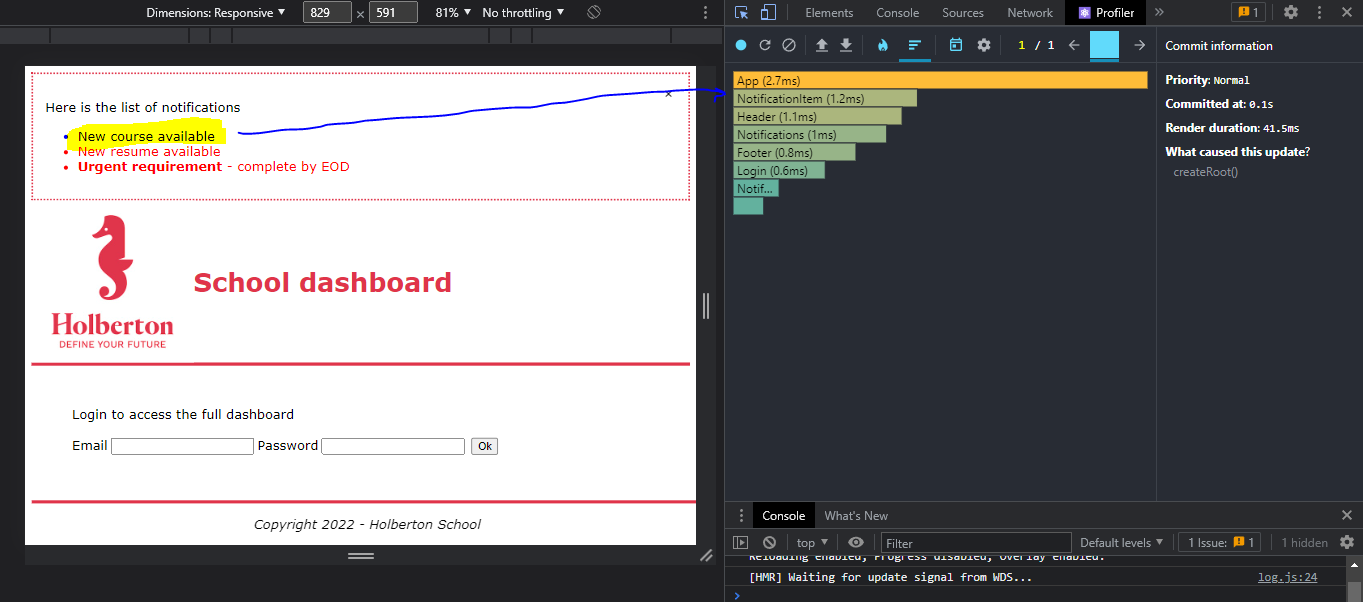 Dimensions: Responsive ▼ 829 × 591 81% ▼ No throttling ▼
Elements Console Sources Network Profiler » 1
1 / 1
Here is the list of notifications
×
New course available
New resume available
Urgent requirement - complete by EOD
Holberton
DEFINE YOUR FUTURE
School dashboard
Login to access the full dashboard
Email Password Ok
Copyright 2022 - Holberton School
App (2.7ms)
NotificationItem (1.2ms)
Header (1.1ms)
Notifications (1ms)
Footer (0.8ms)
Login (0.6ms)
Notif...
Commit information
Priority: Normal
Committed at: 0.1s
Render duration: 41.5ms
What caused this update?
createRoot()
Console What's New
top ▼ Filter Default levels ▼ 1 Issue: 1 1 hidden
Reloading enabled, Progress disabled, Overlay enabled.
[HMR] Waiting for update signal from WDS... log.js:24